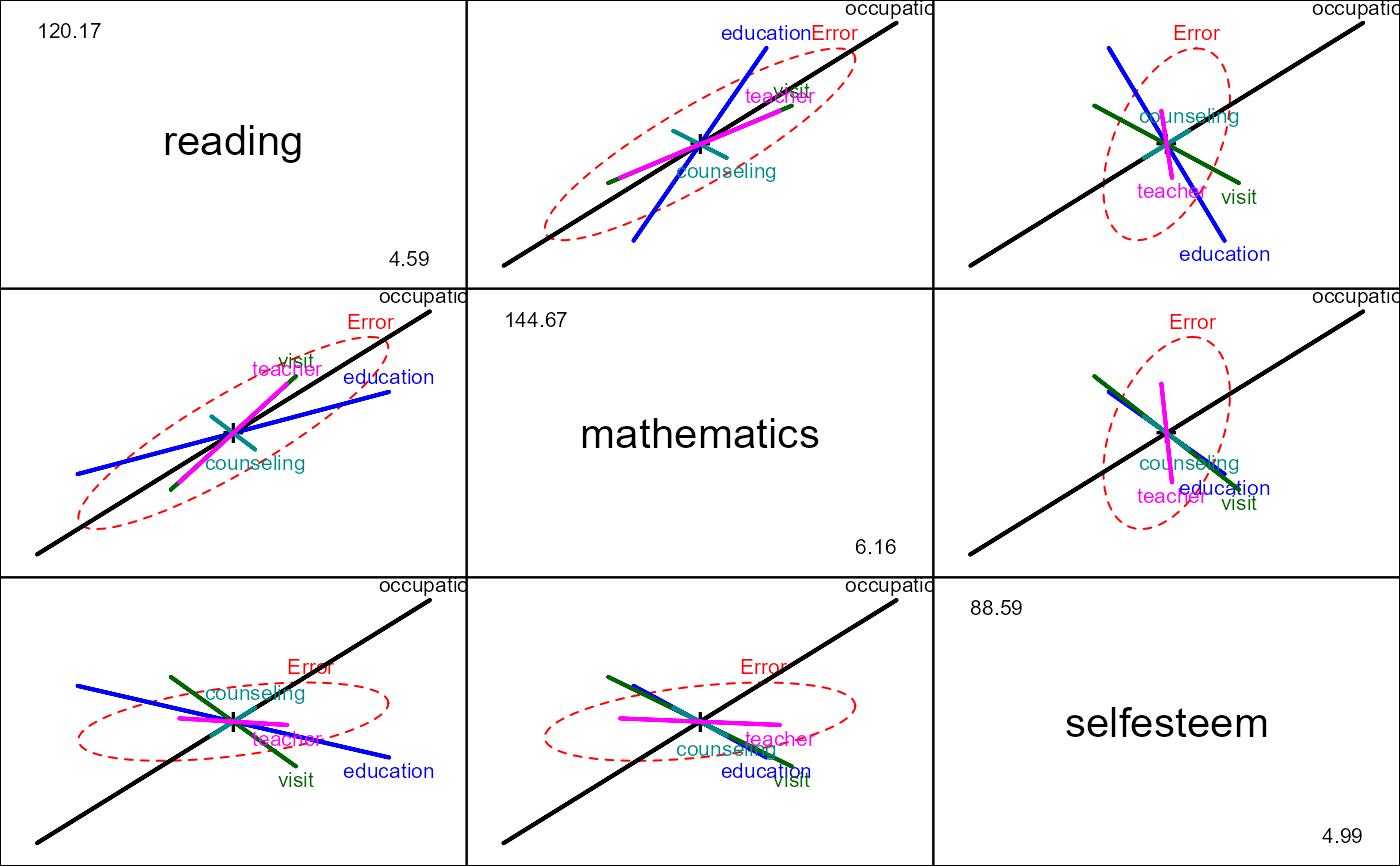 120.17
reading
4.59
occupatio
educationError
visit
teacher
counseling
occupatio
Error
counseling
teacher
visit
education
occupatio
Error
visit
teacher
education
counseling
144.67
mathematics
6.16
occupatio
Error
counseling
education
teacher
visit
occupatio
Error
counseling
teacher
education
visit
occupatio
Error
teacher
counseling
education
visit
88.59
selfesteem
4.99